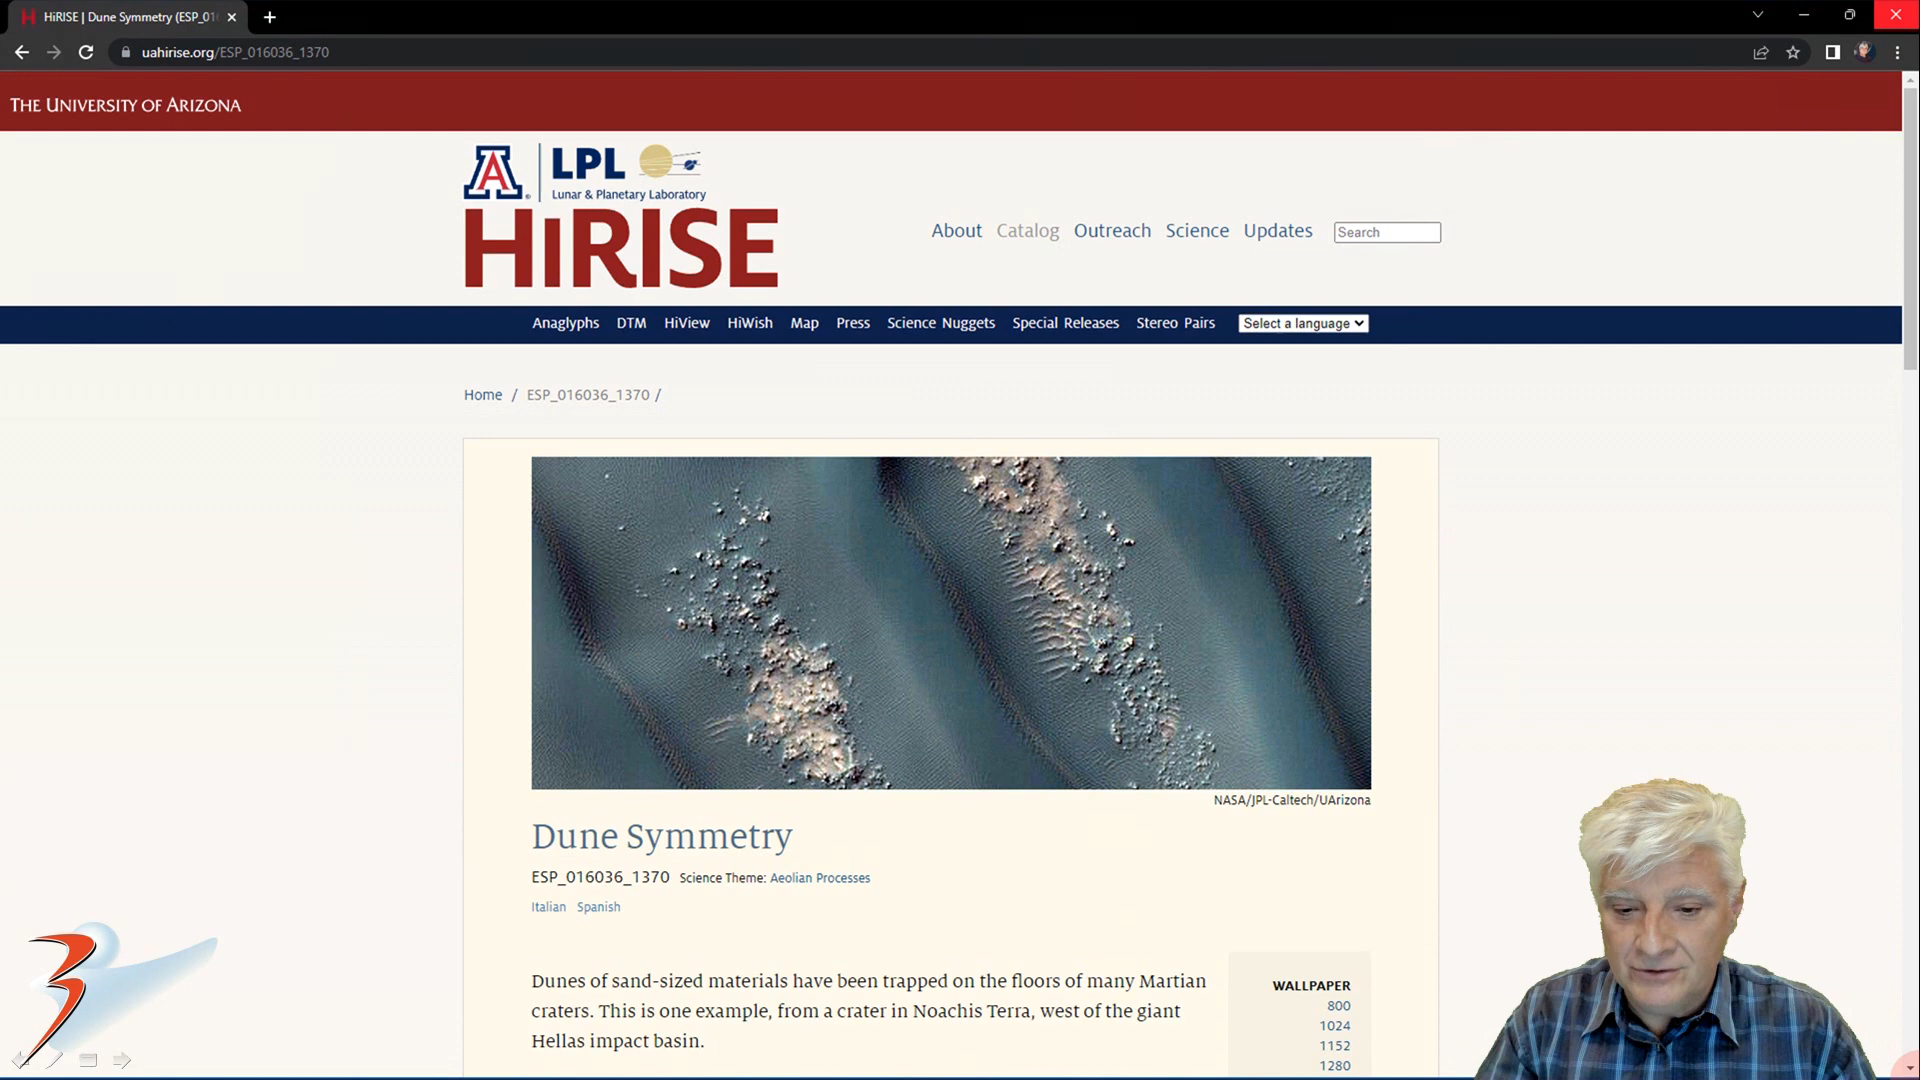 HiRISE | Dune Symmetry (ESP_01
uahirise.org/ESP_016036_1370
THE UNIVERSITY OF ARIZONA
A LPL
Lunar & Planetary Laboratory
HiRISE
About Catalog Outreach Science Updates Search
Anaglyphs DTM HiView HiWish Map Press Science Nuggets Special Releases Stereo Pairs Select a language
Home / ESP_016036_1370 /
NASA/JPL-Caltech/UArizona
Dune Symmetry
ESP_016036_1370 Science Theme: Aeolian Processes
Italian Spanish
Dunes of sand-sized materials have been trapped on the floors of many Martian
craters. This is one example, from a crater in Noachis Terra, west of the giant
Hellas impact basin.
WALLPAPER
800
1024
1152
1280